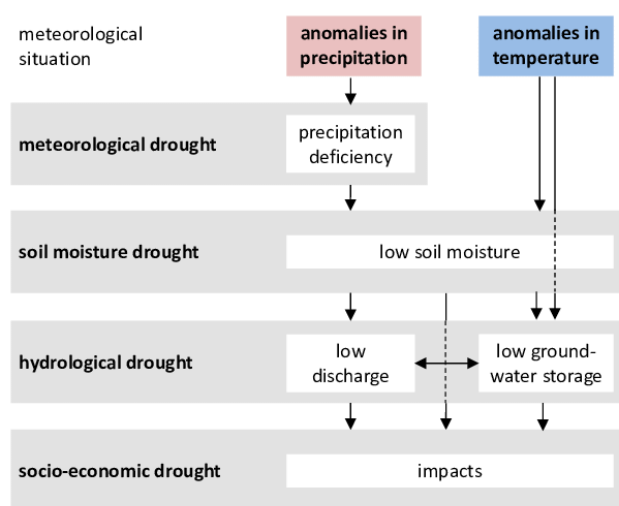 meteorological
situation
anomalies in
precipitation
anomalies in
temperature
meteorological drought
precipitation
deficiency
soil moisture drought
low soil moisture
hydrological drought
low
discharge
low ground-
water storage
socio-economic drought
impacts